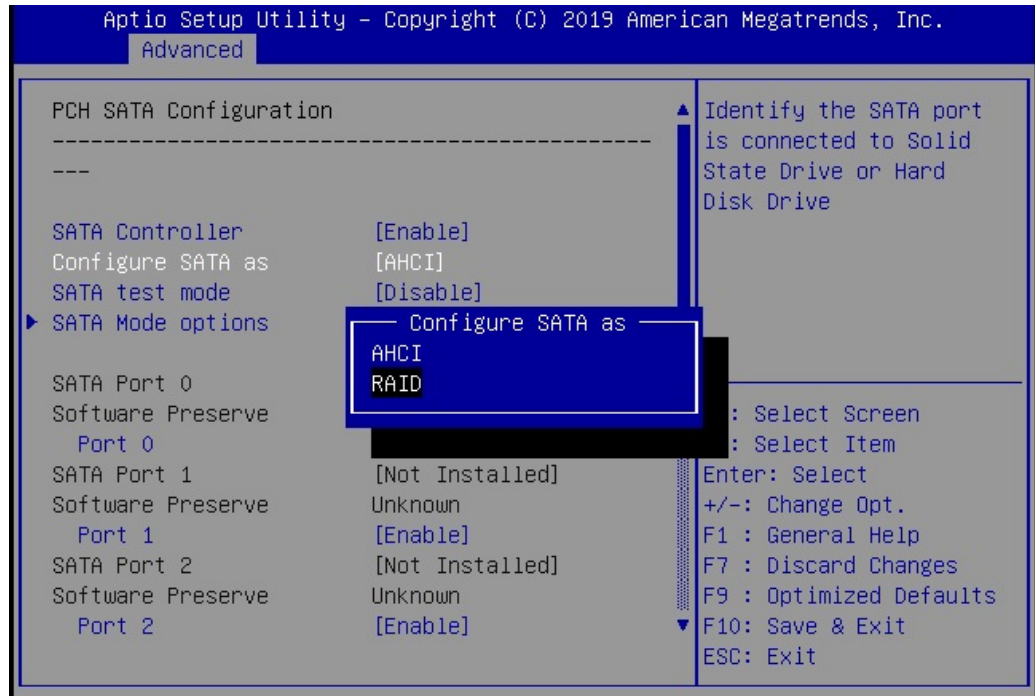 Aptio Setup Utility – Copyright (C) 2019 American Megatrends, Inc.
Advanced
PCH SATA Configuration
--------------------------------------------------
---
SATA Controller [Enable]
Configure SATA as [AHCI]
SATA test mode [Disable]
SATA Mode options
SATA Port 0
Software Preserve
Port 0
SATA Port 1 [Not Installed]
Software Preserve Unknown
Port 1 [Enable]
SATA Port 2 [Not Installed]
Software Preserve Unknown
Port 2 [Enable]
Configure SATA as
AHCI
RAID
Identify the SATA port
is connected to Solid
State Drive or Hard
Disk Drive
: Select Screen
: Select Item
Enter: Select
+/-: Change Opt.
F1 : General Help
F7 : Discard Changes
F9 : Optimized Defaults
F10: Save & Exit
ESC: Exit